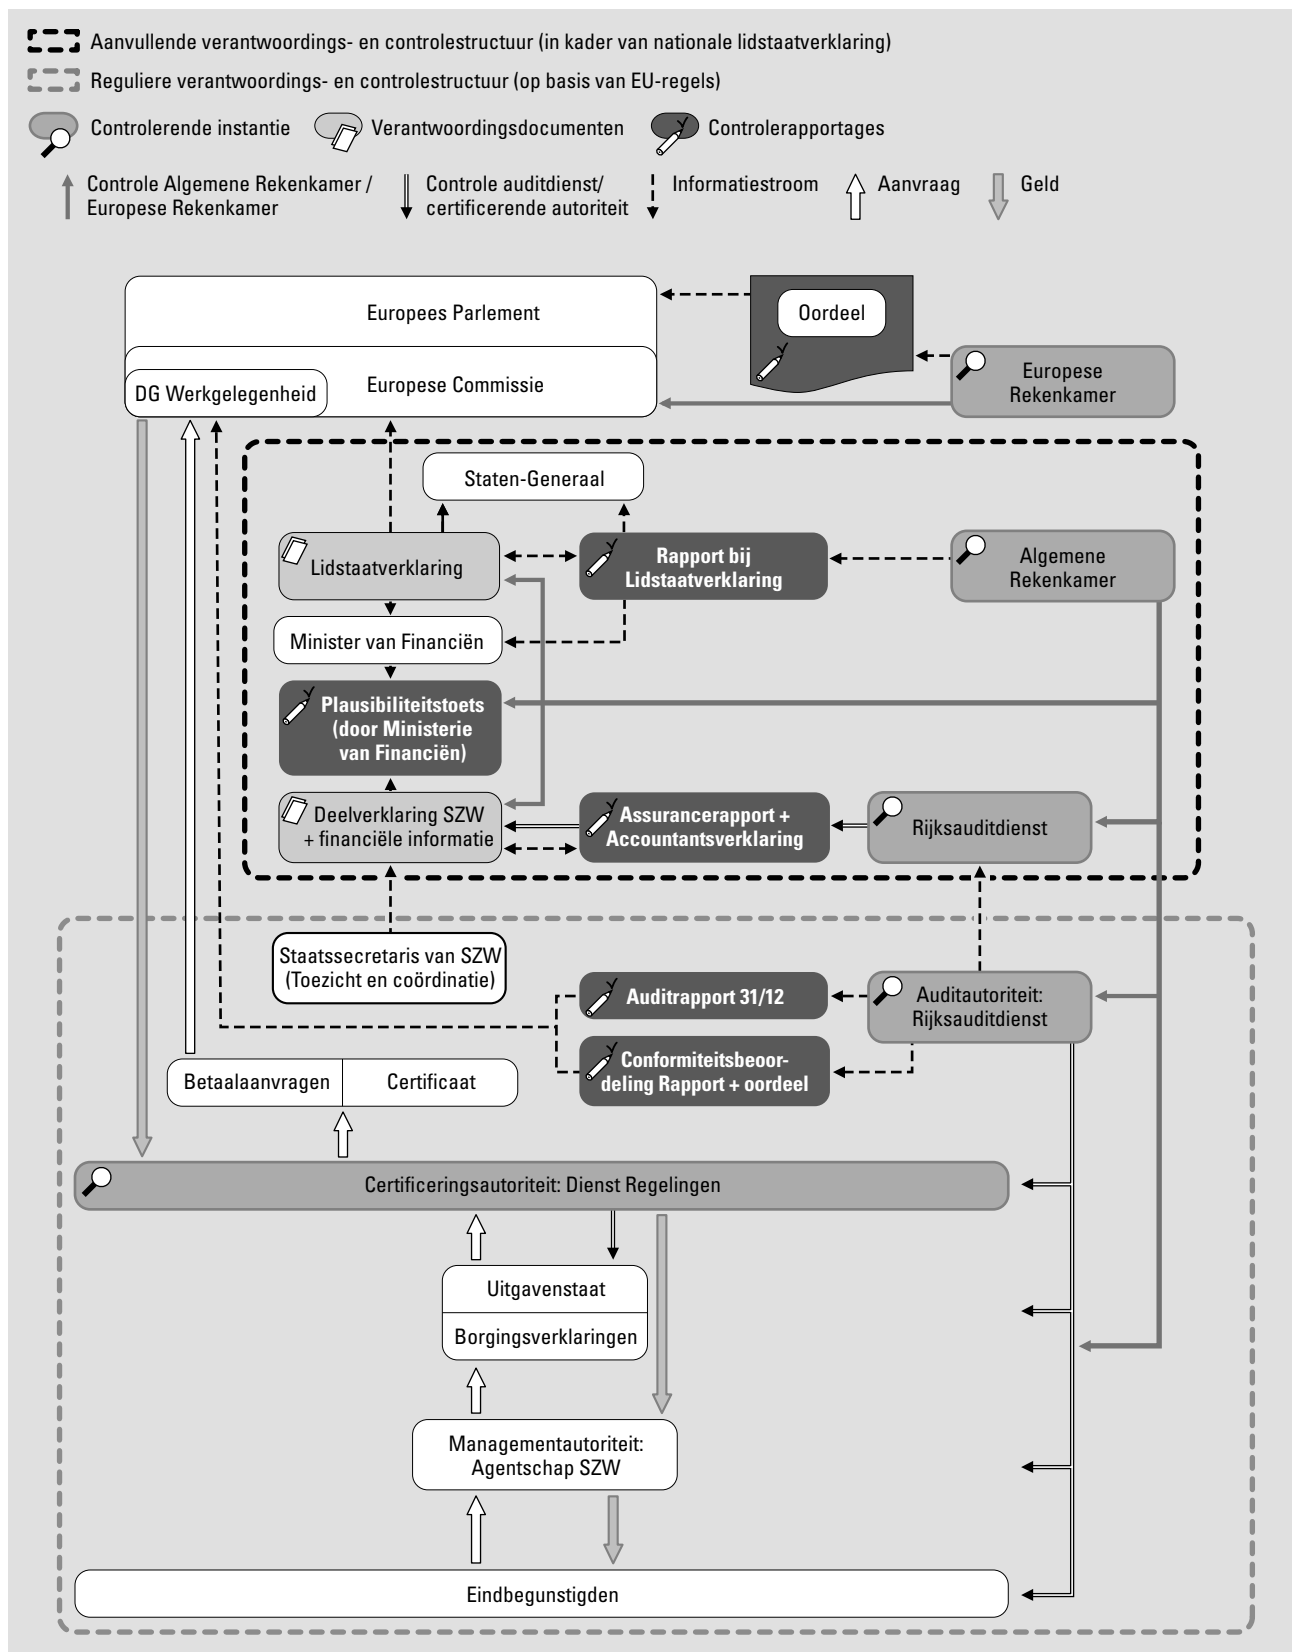 Aanvullende verantwoordings- en controlestructuur (in kader van nationale lidstaatverklaring)
Reguliere verantwoordings- en controlestructuur (op basis van EU-regels)
Controlerende instantie
Verantwoordingsdocumenten
Controlerapportages
Controle Algemene Rekenkamer /
Europese Rekenkamer
Controle auditdienst/
certificerende autoriteit
Informatiestroom
Aanvraag
Geld
Europees Parlement
Oordeel
Europese Commissie
DG Werkgelegenheid
Europese
Rekenkamer
Staten-Generaal
Lidstaatverklaring
Rapport bij
Lidstaatverklaring
Algemene
Rekenkamer
Minister van Financiën
Plausibiliteitstoets
(door Ministerie
van Financiën)
Deelverklaring SZW
+ financiële informatie
Assurancerapport +
Accountantsverklaring
Rijksauditdienst
Staatssecretaris van SZW
(Toezicht en coördinatie)
Auditrapport 31/12
Auditautoriteit:
Rijksauditdienst
Conformiteitsbeoor-
deling Rapport + oordeel
Betaalaanvragen
Certificaat
Certificeringsautoriteit: Dienst Regelingen
Uitgavenstaat
Borgingsverklaringen
Managementautoriteit:
Agentschap SZW
Eindbegunstigden